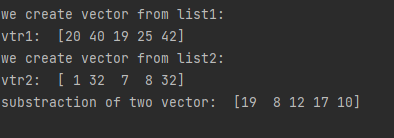 we create vector from list1:
vtr1:  [20 40 19 25 42]
we create vector from list2:
vtr2:  [ 1 32  7  8 32]
substraction of two vector:  [19  8 12 17 10]